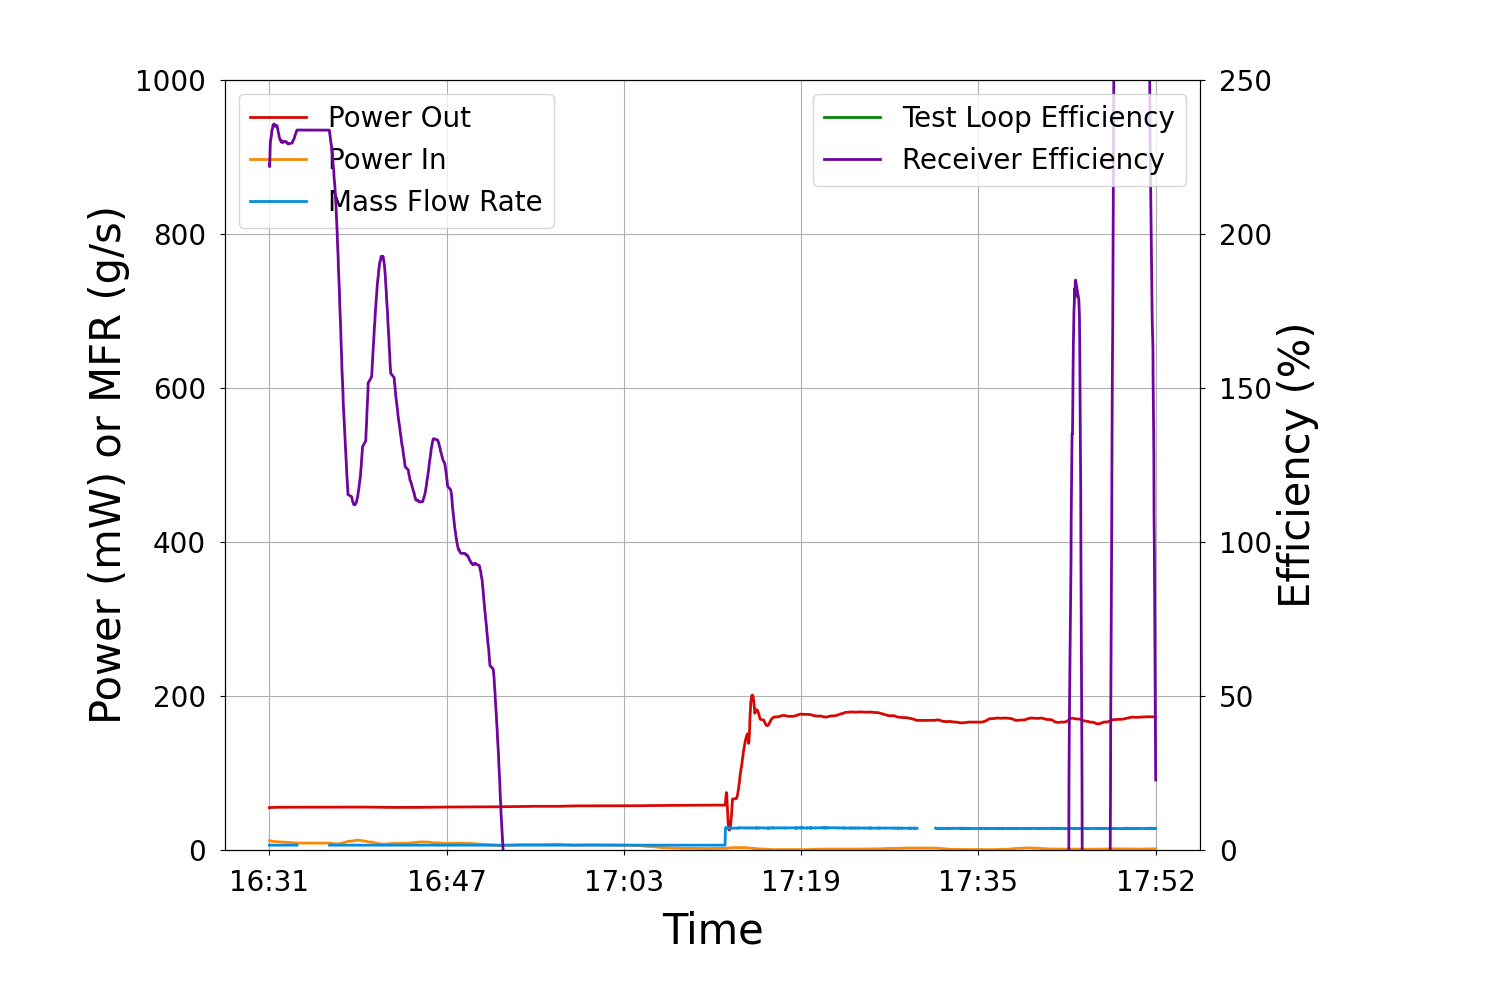 1000
800
600
400
200
0
Power (mW) or MFR (g/s)
Power Out
Power In
Mass Flow Rate
Test Loop Efficiency
Receiver Efficiency
250
200
150
100
50
0
Efficiency (%)
16:31 16:47 17:03 17:19 17:35 17:52
Time